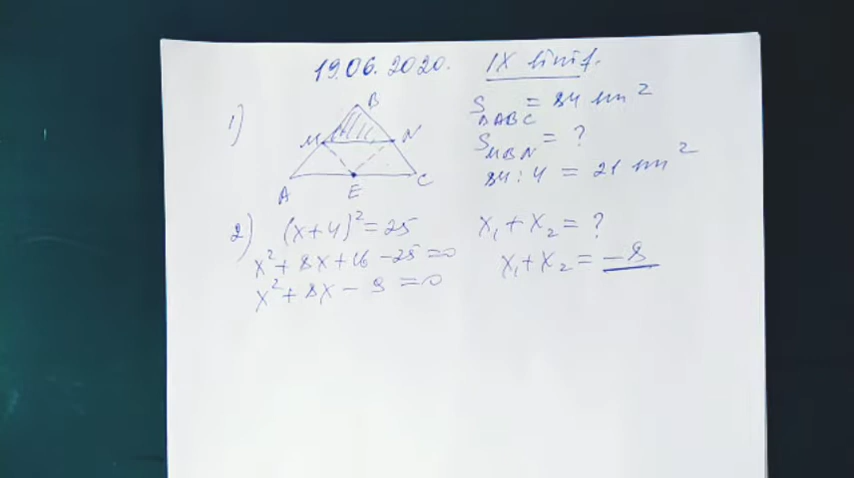 19.06.2020. IX sinif.
1)
B
M N
A E C
S△ABC = 84 sm²
S MBN = ?
84 : 4 = 21 sm²
2) (x+4)² = 25
x² + 8x + 16 - 25 = 0
x² + 8x - 9 = 0
x₁ + x₂ = ?
x₁ + x₂ = -8